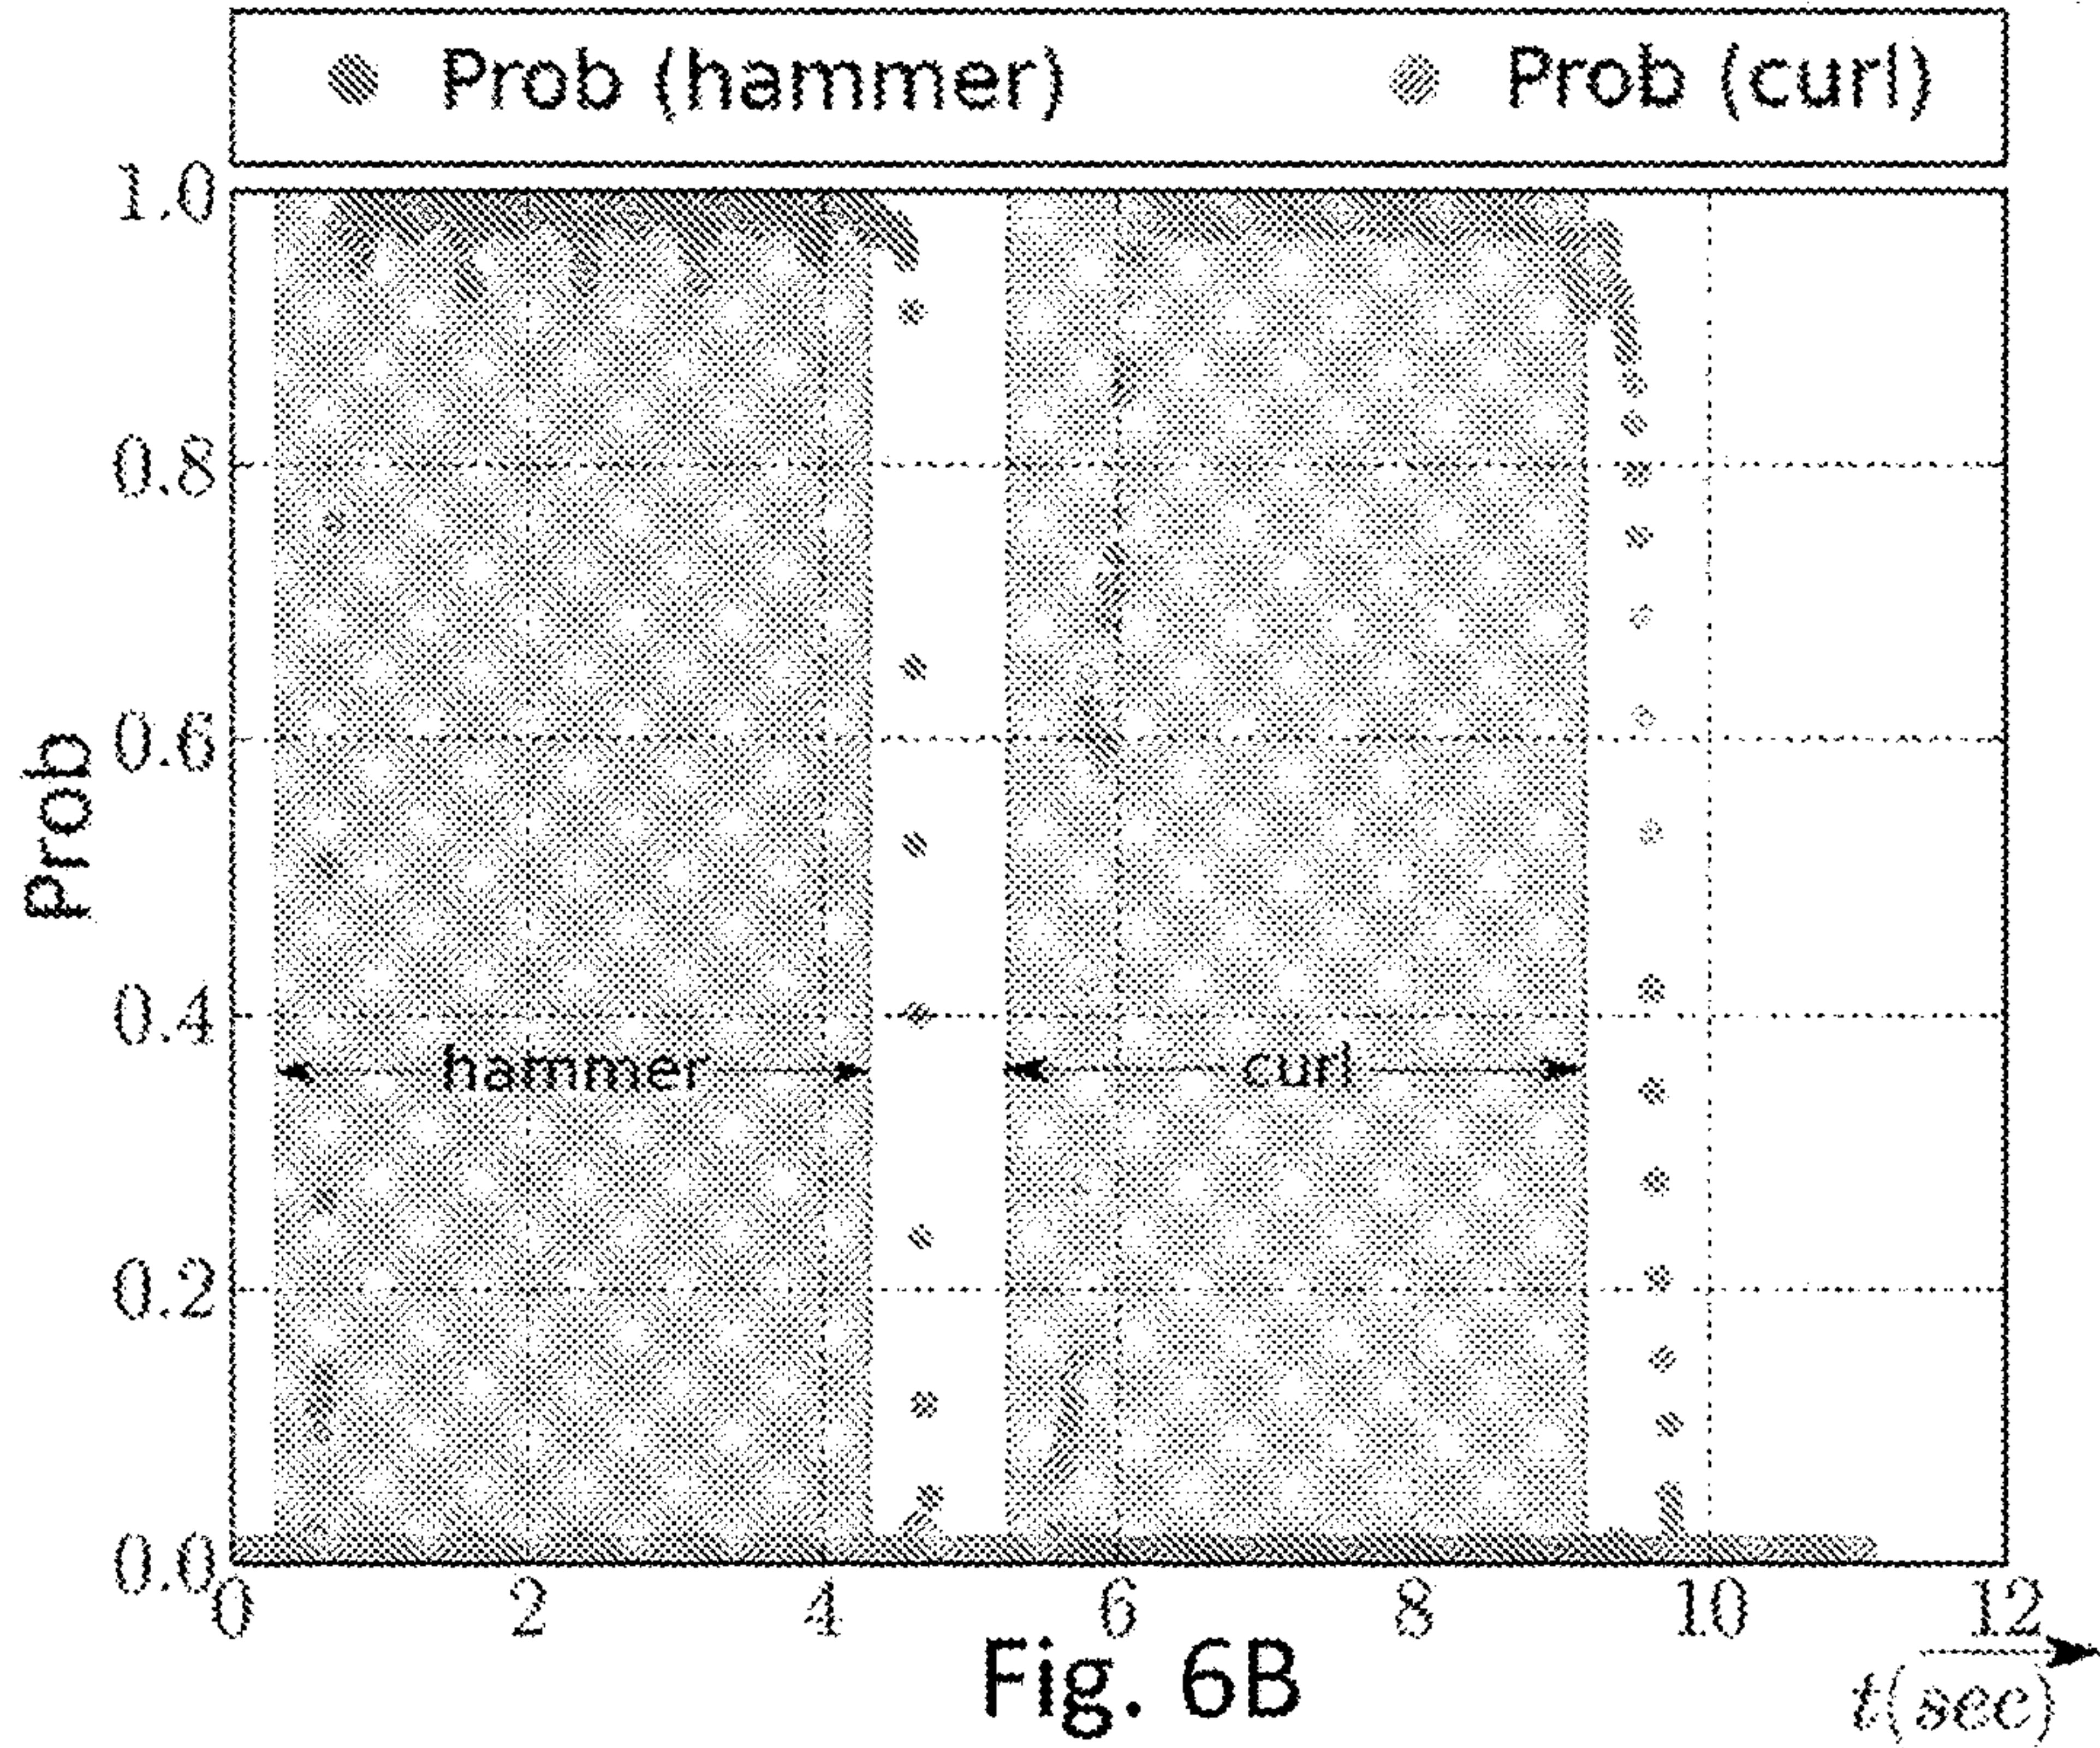 Prob (hammer) Prob (curl)
1.0
0.8
0.6
0.4
0.2
0.0
Prob
hammer curl
0 2 4 6 8 10 12
t(sec)
Fig. 6B